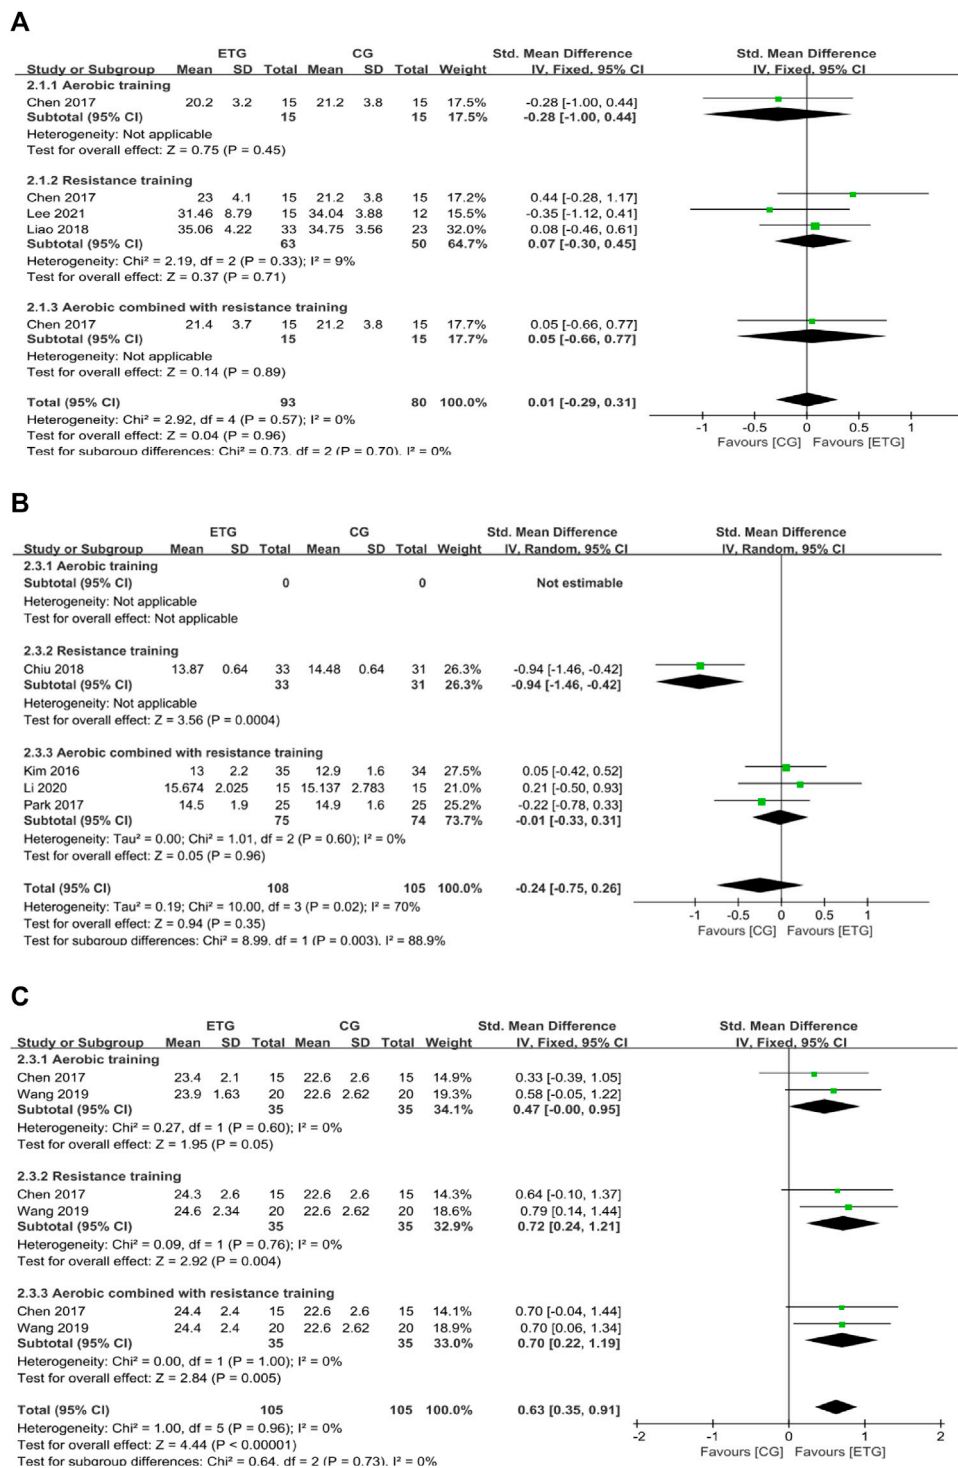 A
ETG CG Std. Mean Difference Std. Mean Difference
Study or Subgroup Mean SD Total Mean SD Total Weight IV, Fixed, 95% CI IV, Fixed, 95% CI
2.1.1 Aerobic training
Chen 2017 20.2 3.2 15 21.2 3.8 15 17.5% -0.28 [-1.00, 0.44]
Subtotal (95% CI) 15 15 17.5% -0.28 [-1.00, 0.44]
Heterogeneity: Not applicable
Test for overall effect: Z = 0.75 (P = 0.45)
2.1.2 Resistance training
Chen 2017 23 4.1 15 21.2 3.8 15 17.2% 0.44 [-0.28, 1.17]
Lee 2021 31.46 8.79 15 34.04 3.88 12 15.5% -0.35 [-1.12, 0.41]
Liao 2018 35.06 4.22 33 34.75 3.56 23 32.0% 0.08 [-0.46, 0.61]
Subtotal (95% CI) 63 50 64.7% 0.07 [-0.30, 0.45]
Heterogeneity: Chi² = 2.19, df = 2 (P = 0.33); I² = 9%
Test for overall effect: Z = 0.37 (P = 0.71)
2.1.3 Aerobic combined with resistance training
Chen 2017 21.4 3.7 15 21.2 3.8 15 17.7% 0.05 [-0.66, 0.77]
Subtotal (95% CI) 15 15 17.7% 0.05 [-0.66, 0.77]
Heterogeneity: Not applicable
Test for overall effect: Z = 0.14 (P = 0.89)
Total (95% CI) 93 80 100.0% 0.01 [-0.29, 0.31]
Heterogeneity: Chi² = 2.92, df = 4 (P = 0.57); I² = 0%
Test for overall effect: Z = 0.04 (P = 0.96)
Test for subgroup differences: Chi² = 0.73, df = 2 (P = 0.70), I² = 0%
-1 -0.5 0 0.5 1
Favours [CG] Favours [ETG]
B
ETG CG Std. Mean Difference Std. Mean Difference
Study or Subgroup Mean SD Total Mean SD Total Weight IV, Random, 95% CI IV, Random, 95% CI
2.3.1 Aerobic training
Subtotal (95% CI) 0 0 Not estimable
Heterogeneity: Not applicable
Test for overall effect: Not applicable
2.3.2 Resistance training
Chiu 2018 13.87 0.64 33 14.48 0.64 31 26.3% -0.94 [-1.46, -0.42]
Subtotal (95% CI) 33 31 26.3% -0.94 [-1.46, -0.42]
Heterogeneity: Not applicable
Test for overall effect: Z = 3.56 (P = 0.0004)
2.3.3 Aerobic combined with resistance training
Kim 2016 13 2.2 35 12.9 1.6 34 27.5% 0.05 [-0.42, 0.52]
Li 2020 15.674 2.025 15 15.137 2.783 15 21.0% 0.21 [-0.50, 0.93]
Park 2017 14.5 1.9 25 14.9 1.6 25 25.2% -0.22 [-0.78, 0.33]
Subtotal (95% CI) 75 74 73.7% -0.01 [-0.33, 0.31]
Heterogeneity: Tau² = 0.00; Chi² = 1.01, df = 2 (P = 0.60); I² = 0%
Test for overall effect: Z = 0.05 (P = 0.96)
Total (95% CI) 108 105 100.0% -0.24 [-0.75, 0.26]
Heterogeneity: Tau² = 0.19; Chi² = 10.00, df = 3 (P = 0.02); I² = 70%
Test for overall effect: Z = 0.94 (P = 0.35)
Test for subgroup differences: Chi² = 8.99, df = 1 (P = 0.003), I² = 88.9%
-1 -0.5 0 0.5 1
Favours [CG] Favours [ETG]
C
ETG CG Std. Mean Difference Std. Mean Difference
Study or Subgroup Mean SD Total Mean SD Total Weight IV, Fixed, 95% CI IV, Fixed, 95% CI
2.3.1 Aerobic training
Chen 2017 23.4 2.1 15 22.6 2.6 15 14.9% 0.33 [-0.39, 1.05]
Wang 2019 23.9 1.63 20 22.6 2.62 20 19.3% 0.58 [-0.05, 1.22]
Subtotal (95% CI) 35 35 34.1% 0.47 [-0.00, 0.95]
Heterogeneity: Chi² = 0.27, df = 1 (P = 0.60); I² = 0%
Test for overall effect: Z = 1.95 (P = 0.05)
2.3.2 Resistance training
Chen 2017 24.3 2.6 15 22.6 2.6 15 14.3% 0.64 [-0.10, 1.37]
Wang 2019 24.6 2.34 20 22.6 2.62 20 18.6% 0.79 [0.14, 1.44]
Subtotal (95% CI) 35 35 32.9% 0.72 [0.24, 1.21]
Heterogeneity: Chi² = 0.09, df = 1 (P = 0.76); I² = 0%
Test for overall effect: Z = 2.92 (P = 0.004)
2.3.3 Aerobic combined with resistance training
Chen 2017 24.4 2.4 15 22.6 2.6 15 14.1% 0.70 [-0.04, 1.44]
Wang 2019 24.4 2.4 20 22.6 2.62 20 18.9% 0.70 [0.06, 1.34]
Subtotal (95% CI) 35 35 33.0% 0.70 [0.22, 1.19]
Heterogeneity: Chi² = 0.00, df = 1 (P = 1.00); I² = 0%
Test for overall effect: Z = 2.84 (P = 0.005)
Total (95% CI) 105 105 100.0% 0.63 [0.35, 0.91]
Heterogeneity: Chi² = 1.00, df = 5 (P = 0.96); I² = 0%
Test for overall effect: Z = 4.44 (P < 0.00001)
Test for subgroup differences: Chi² = 0.64, df = 2 (P = 0.73), I² = 0%
-2 -1 0 1 2
Favours [CG] Favours [ETG]